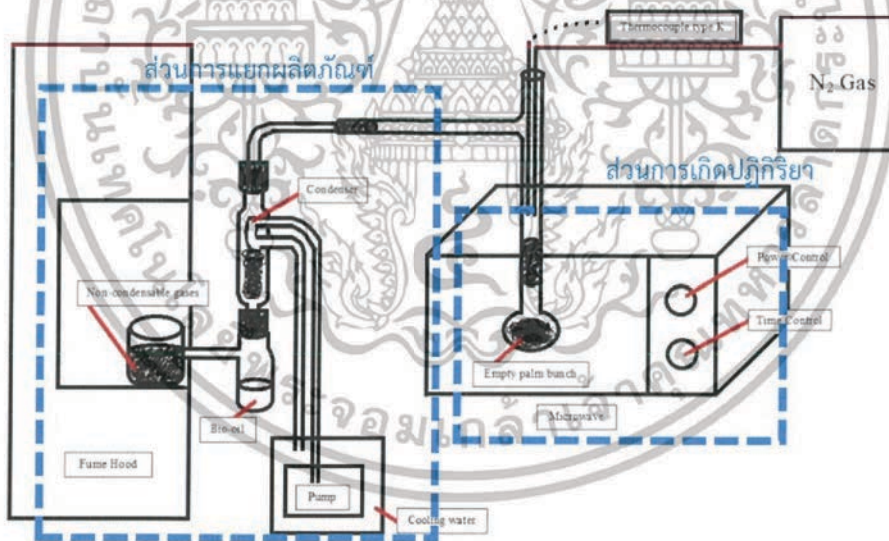 Thermocouple type K
N₂ Gas
ส่วนการแยกผลิตภัณฑ์
ส่วนการเกิดปฏิกิริยา
Condenser
Power Control
Non-condensable gases
Time Control
Empty palm bunch
Microwave
Bio-oil
Fume Hood
Pump
Cooling water